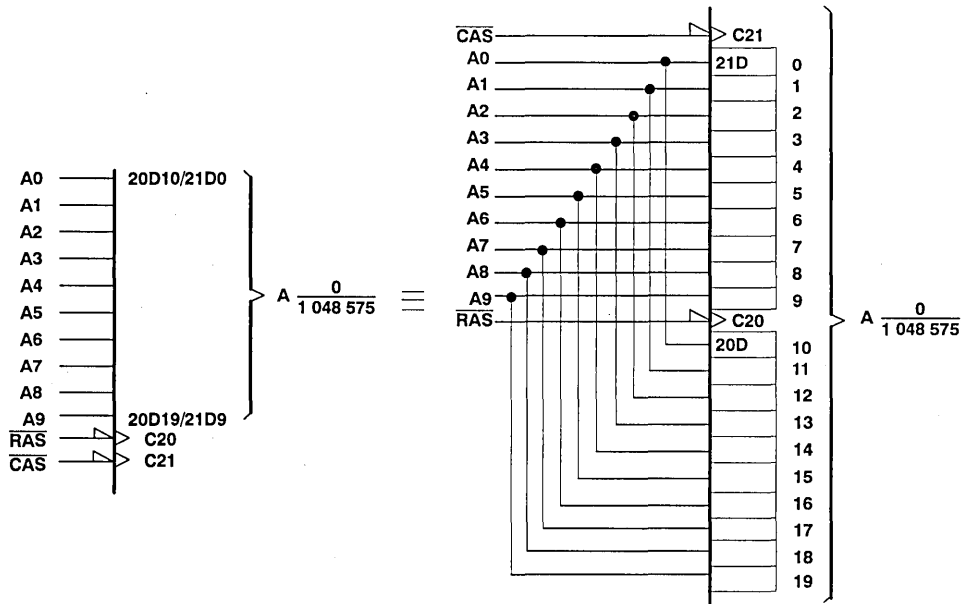 A0 20D10/21D0
A1
A2
A3
A4
A5
A6
A7
A8
A9 20D19/21D9
RAS C20
CAS C21
A 0
1 048 575
≡
CAS C21
A0 21D 0
A1 1
A2 2
A3 3
A4 4
A5 5
A6 6
A7 7
A8 8
A9 9
RAS C20
20D 10
11
12
13
14
15
16
17
18
19
A 0
1 048 575